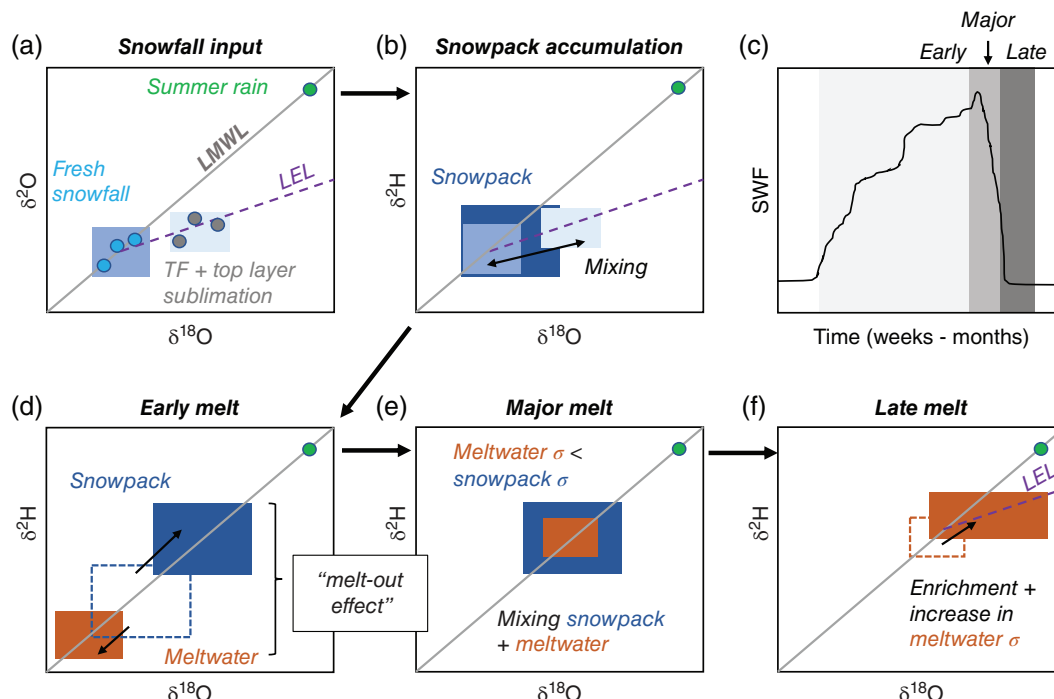 (a) Snowfall input
Summer rain
LMWL
Fresh
snowfall
LEL
TF + top layer
sublimation
δ²O
δ¹⁸O
(b) Snowpack accumulation
Snowpack
LEL
Mixing
δ²H
δ¹⁸O
(c)
Major
Early
Late
SWF
Time (weeks - months)
(d) Early melt
Snowpack
Meltwater
δ²H
δ¹⁸O
"melt-out
effect"
(e) Major melt
Meltwater σ <
snowpack σ
Mixing snowpack
+ meltwater
δ²H
δ¹⁸O
(f) Late melt
LEL
Enrichment +
increase in
meltwater σ
δ²H
δ¹⁸O